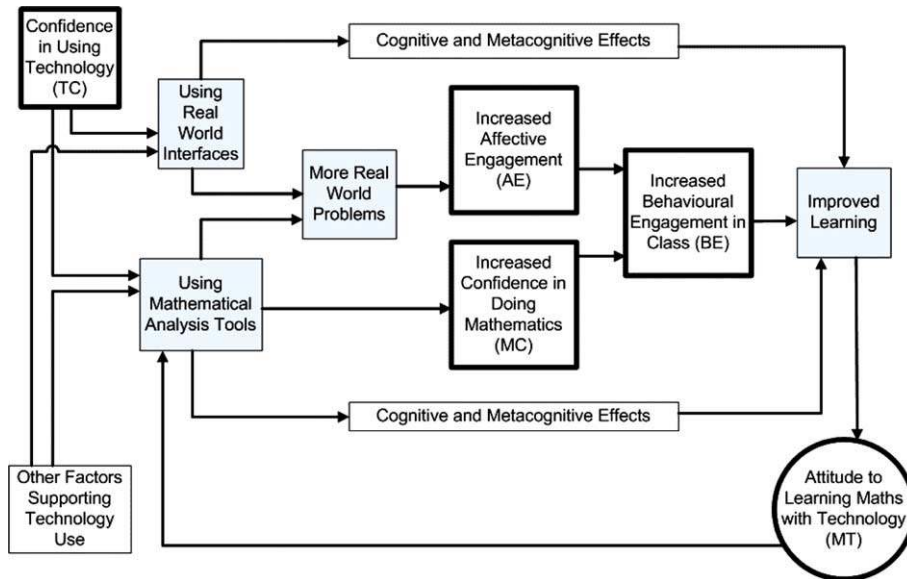 Confidence
in Using
Technology
(TC)
Cognitive and Metacognitive Effects
Using
Real
World
Interfaces
Increased
Affective
Engagement
(AE)
More Real
World
Problems
Increased
Behavioural
Engagement in
Class (BE)
Improved
Learning
Using
Mathematical
Analysis Tools
Increased
Confidence in
Doing
Mathematics
(MC)
Cognitive and Metacognitive Effects
Other Factors
Supporting
Technology
Use
Attitude to
Learning Maths
with Technology
(MT)